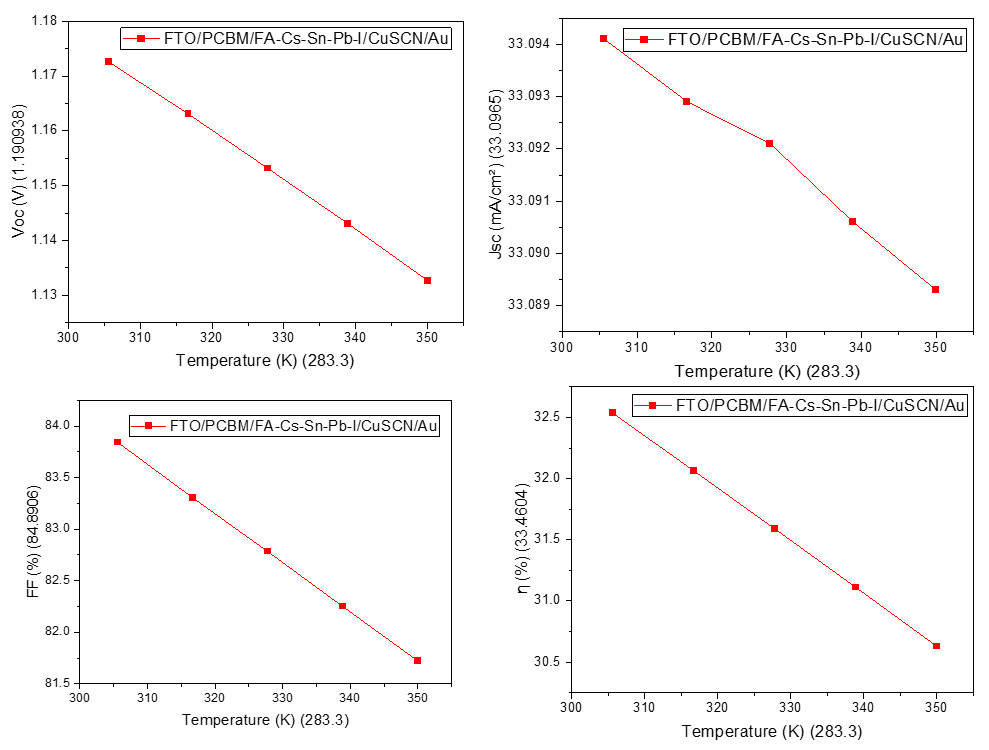 FTO/PCBM/FA-Cs-Sn-Pb-I/CuSCN/Au
1.18
1.17
1.16
1.15
1.14
1.13
Voc (V) (1.190938)
300 310 320 330 340 350
Temperature (K) (283.3)
FTO/PCBM/FA-Cs-Sn-Pb-I/CuSCN/Au
33.094
33.093
33.092
33.091
33.090
33.089
Jsc (mA/cm²) (33.0965)
300 310 320 330 340 350
Temperature (K) (283.3)
FTO/PCBM/FA-Cs-Sn-Pb-I/CuSCN/Au
84.0
83.5
83.0
82.5
82.0
81.5
FF (%) (84.8906)
300 310 320 330 340 350
Temperature (K) (283.3)
FTO/PCBM/FA-Cs-Sn-Pb-I/CuSCN/Au
32.5
32.0
31.5
31.0
30.5
η (%) (33.4604)
300 310 320 330 340 350
Temperature (K) (283.3)